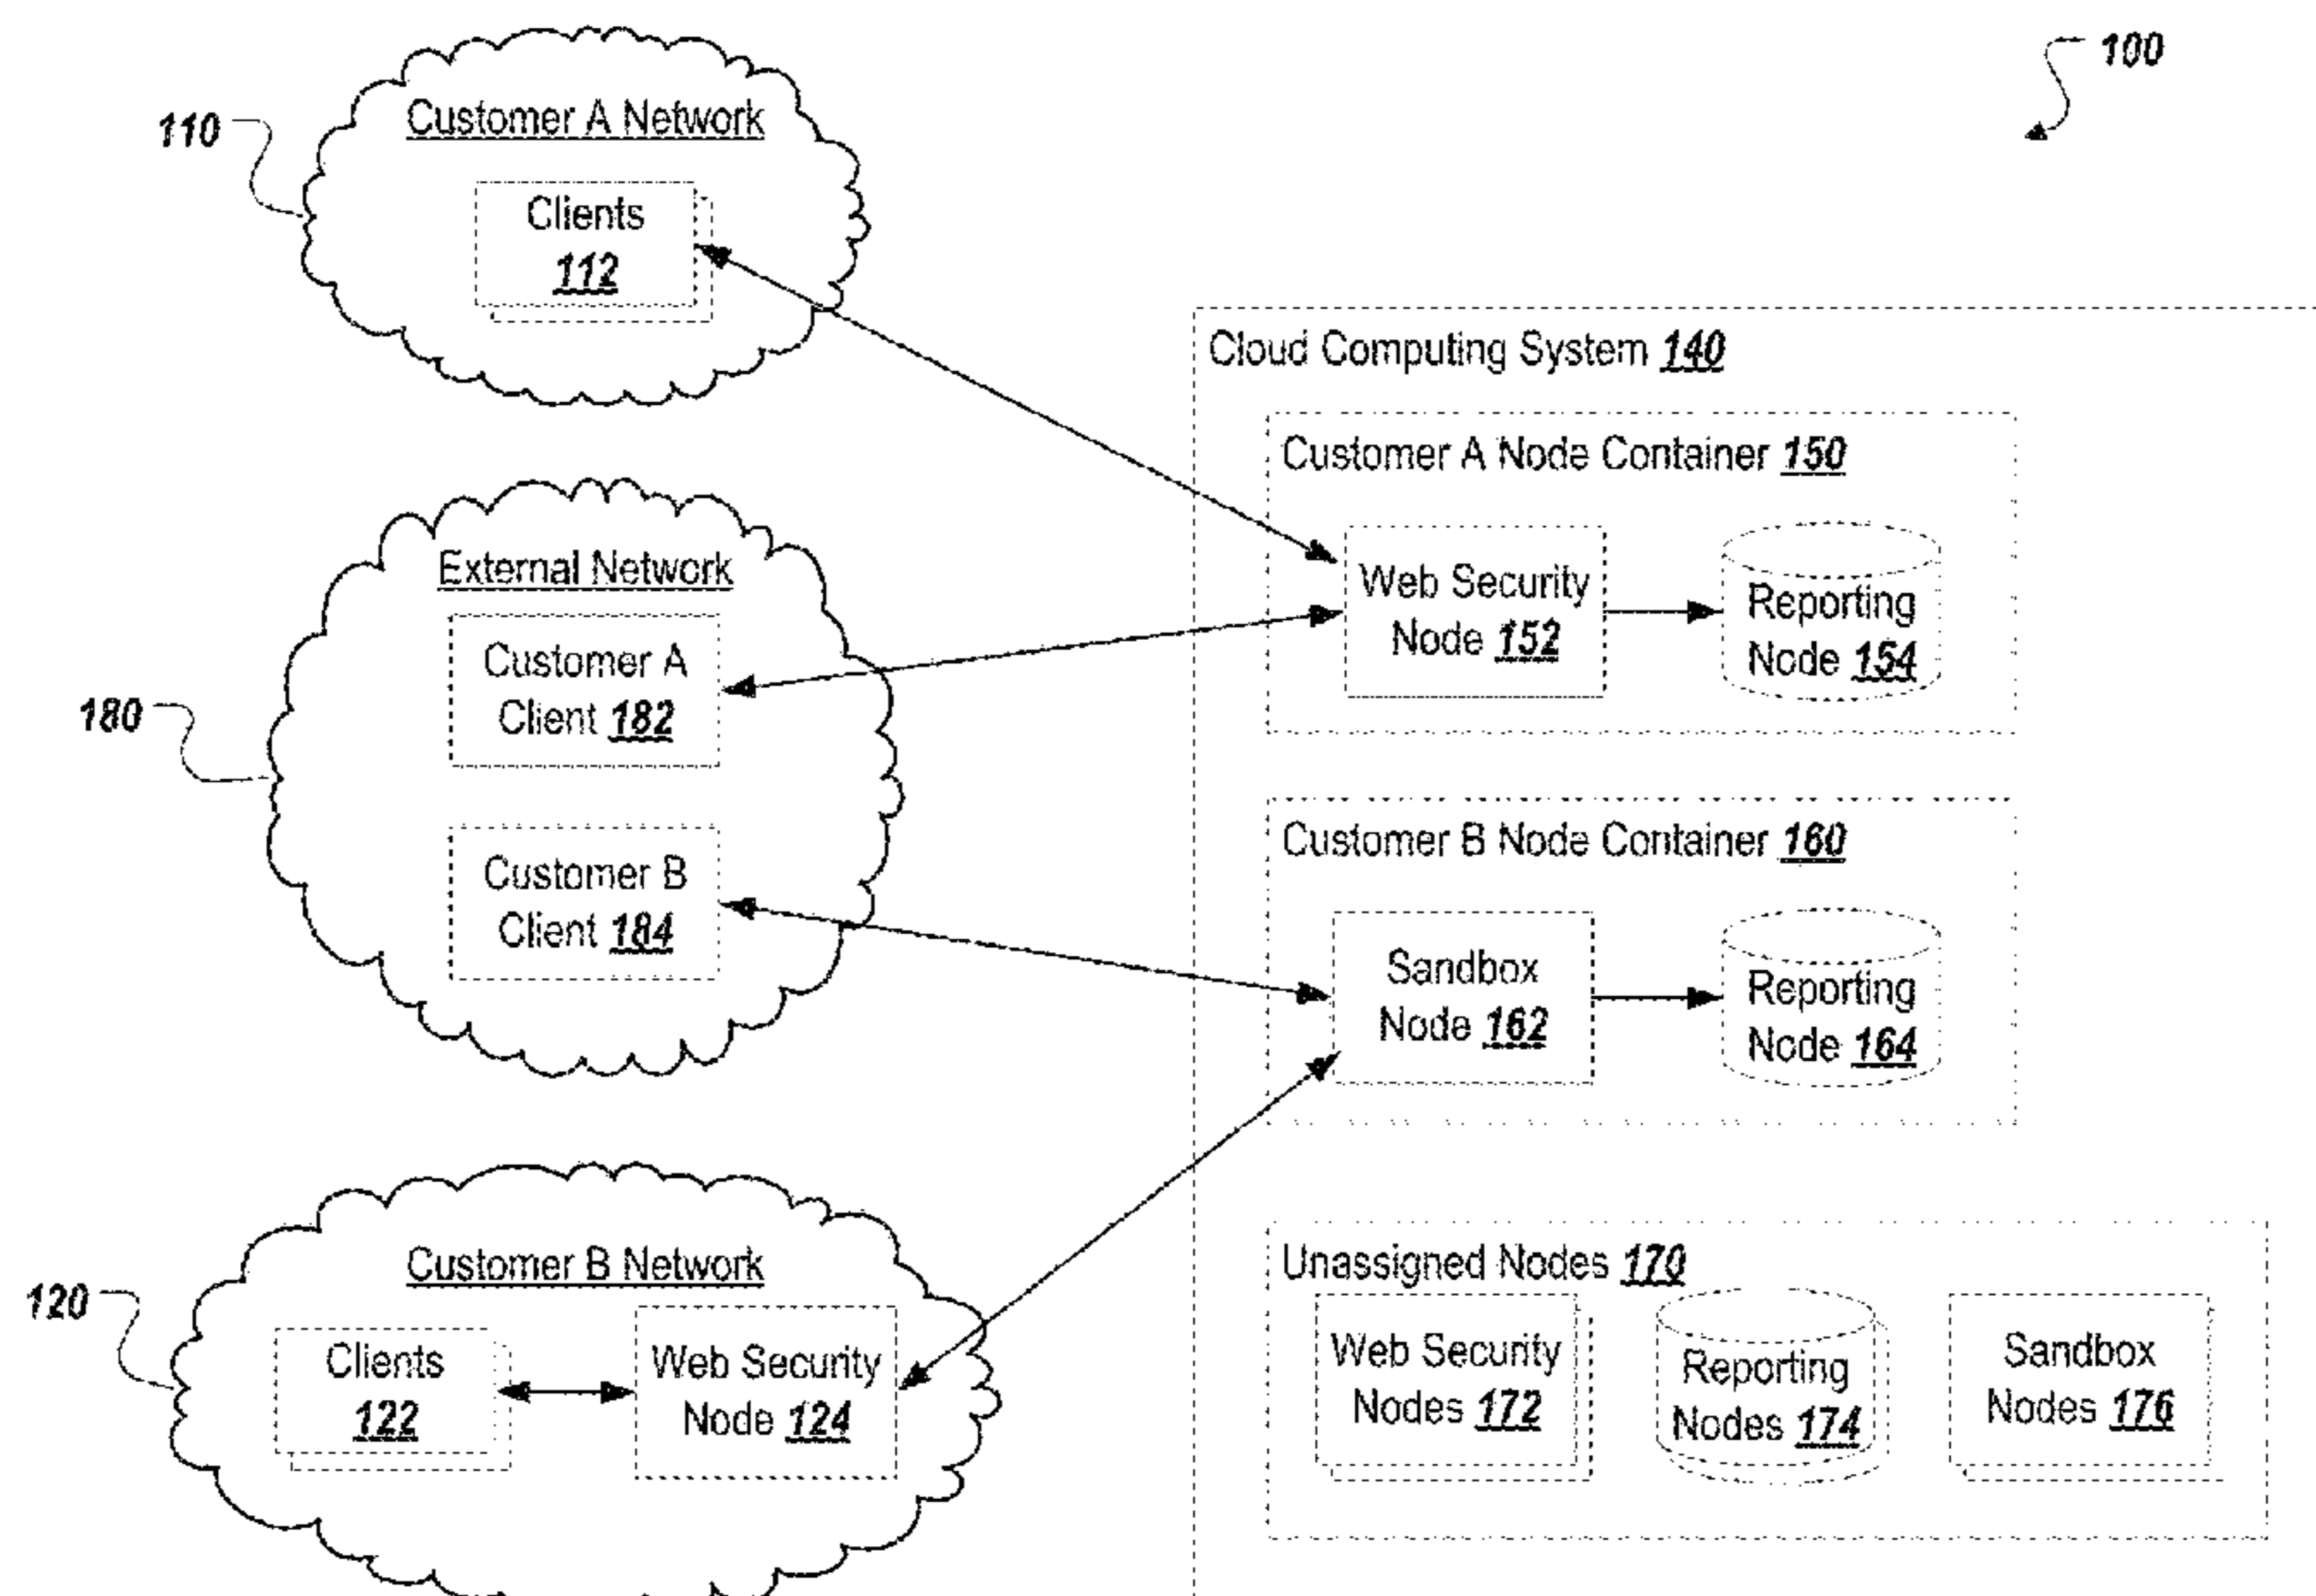 100
110
Customer A Network
Clients
112
Cloud Computing System 140
Customer A Node Container 150
Web Security
Node 152
Reporting
Node 154
180
External Network
Customer A
Client 182
Customer B
Client 184
Customer B Node Container 160
Sandbox
Node 162
Reporting
Node 164
120
Customer B Network
Clients
122
Web Security
Node 124
Unassigned Nodes 170
Web Security
Nodes 172
Reporting
Nodes 174
Sandbox
Nodes 176